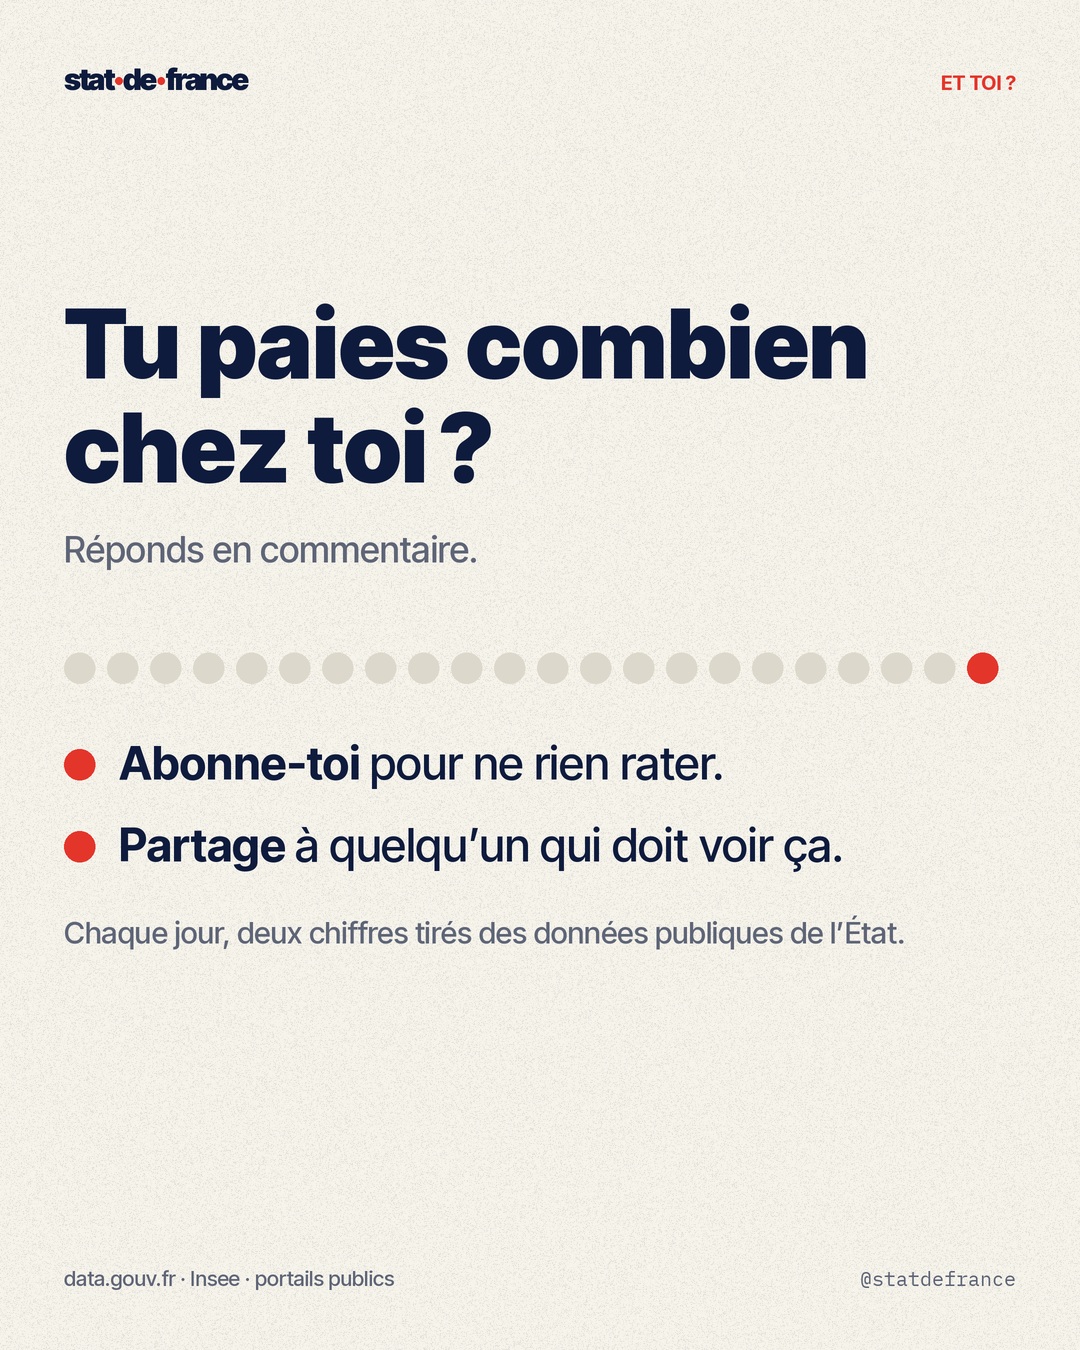 stat•de•france
ET TOI ?
Tu paies combien
chez toi ?
Réponds en commentaire.
Abonne-toi pour ne rien rater.
Partage à quelqu’un qui doit voir ça.
Chaque jour, deux chiffres tirés des données publiques de l’État.
data.gouv.fr · Insee · portails publics
@statdefrance